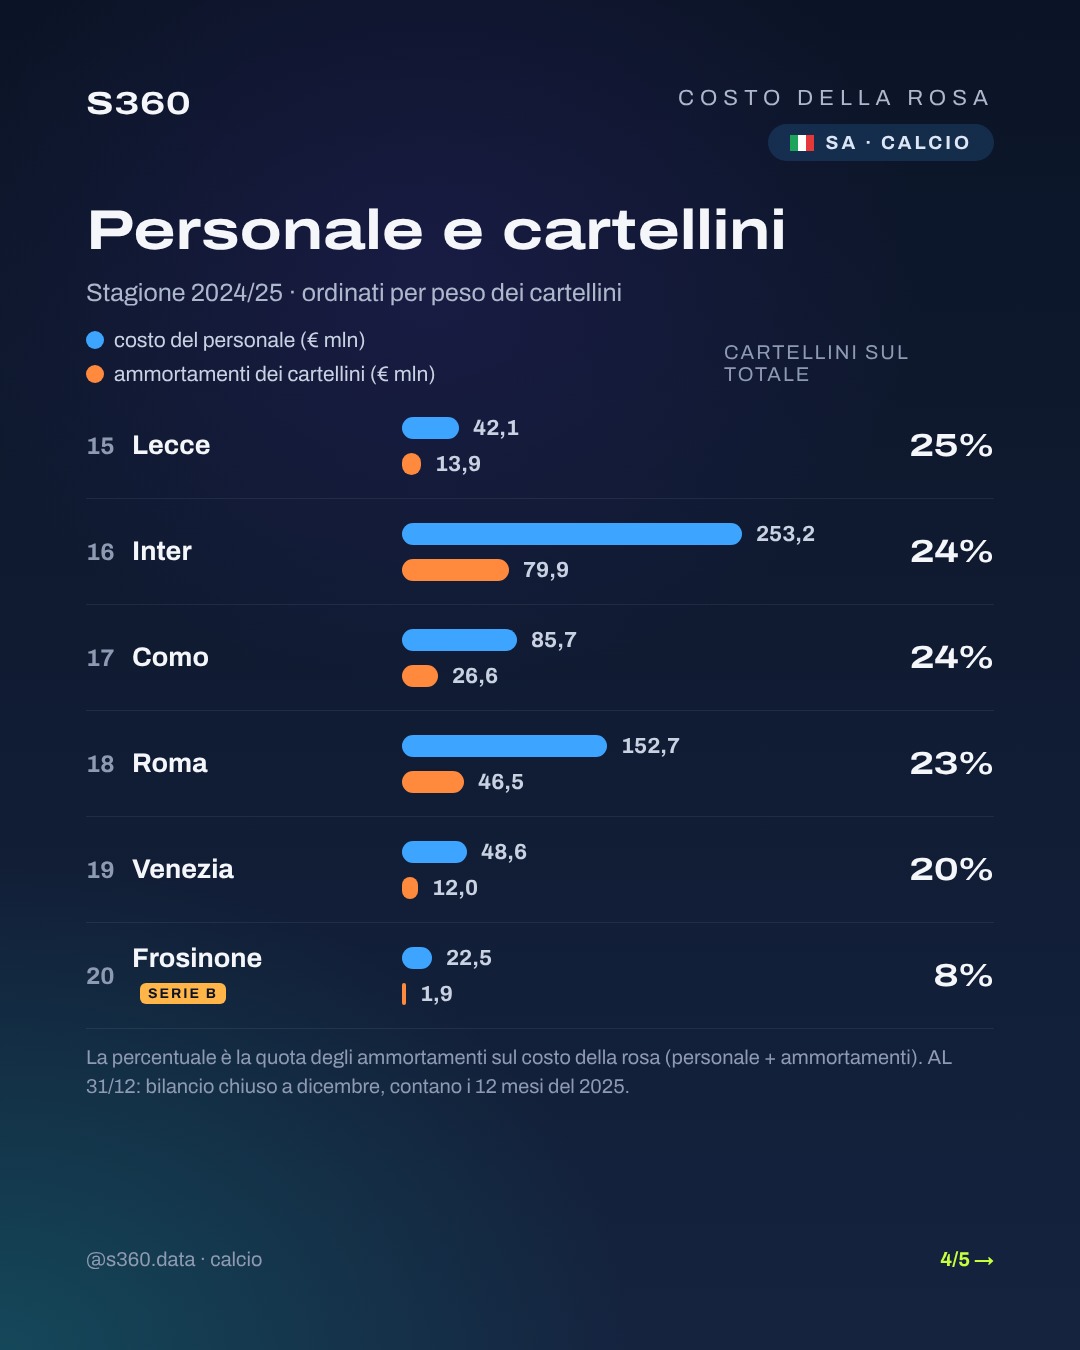 S360
COSTO DELLA ROSA
SA · CALCIO
Personale e cartellini
Stagione 2024/25 · ordinati per peso dei cartellini
costo del personale (€ mln)
ammortamenti dei cartellini (€ mln)
CARTELLINI SUL
TOTALE
15 Lecce 42,1 25%
13,9
16 Inter 253,2 24%
79,9
17 Como 85,7 24%
26,6
18 Roma 152,7 23%
46,5
19 Venezia 48,6 20%
12,0
20 Frosinone 22,5 8%
SERIE B 1,9
La percentuale è la quota degli ammortamenti sul costo della rosa (personale + ammortamenti). AL
31/12: bilancio chiuso a dicembre, contano i 12 mesi del 2025.
@s360.data · calcio
4/5 →